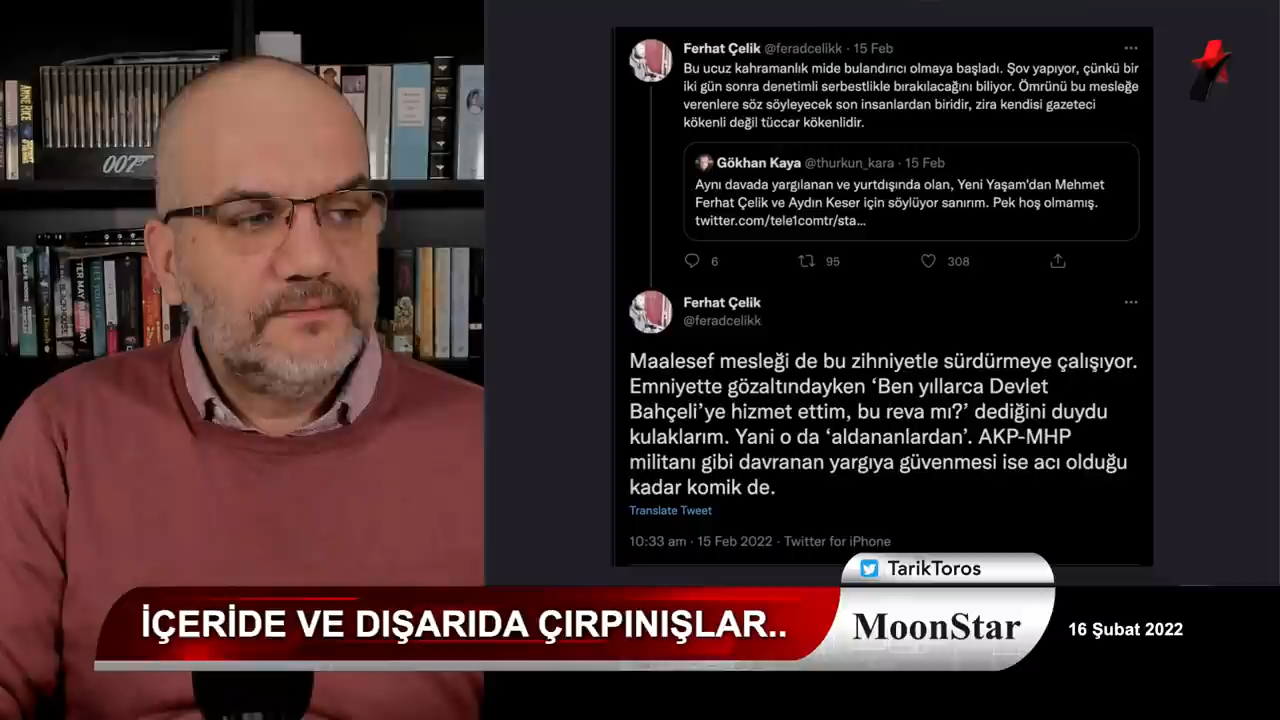 Ferhat Çelik @feradcelikk · 15 Feb
Bu ucuz kahramanlık mide bulandırıcı olmaya başladı. Şov yapıyor, çünkü bir
iki gün sonra denetimli serbestlikle bırakılacağını biliyor. Ömrünü bu mesleğe
verenlere söz söyleyecek son insanlardan biridir, zira kendisi gazeteci
kökenli değil tüccar kökenlidir.
Gökhan Kaya @thurkun_kara · 15 Feb
Aynı davada yargılanan ve yurtdışında olan, Yeni Yaşam'dan Mehmet
Ferhat Çelik ve Aydın Keser için söylüyor sanırım. Pek hoş olmamış.
twitter.com/tele1comtr/sta...
6 95 308
Ferhat Çelik
@feradcelikk
Maalesef mesleği de bu zihniyetle sürdürmeye çalışıyor.
Emniyette gözaltındayken ‘Ben yıllarca Devlet
Bahçeli’ye hizmet ettim, bu reva mı?’ dediğini duydu
kulaklarım. Yani o da ‘aldananlardan’. AKP-MHP
militanı gibi davranan yargıya güvenmesi ise acı olduğu
kadar komik de.
Translate Tweet
10:33 am · 15 Feb 2022 · Twitter for iPhone
TarikToros
İÇERİDE VE DIŞARIDA ÇIRPINIŞLAR..
MoonStar
16 Şubat 2022
007
ANNE RICE